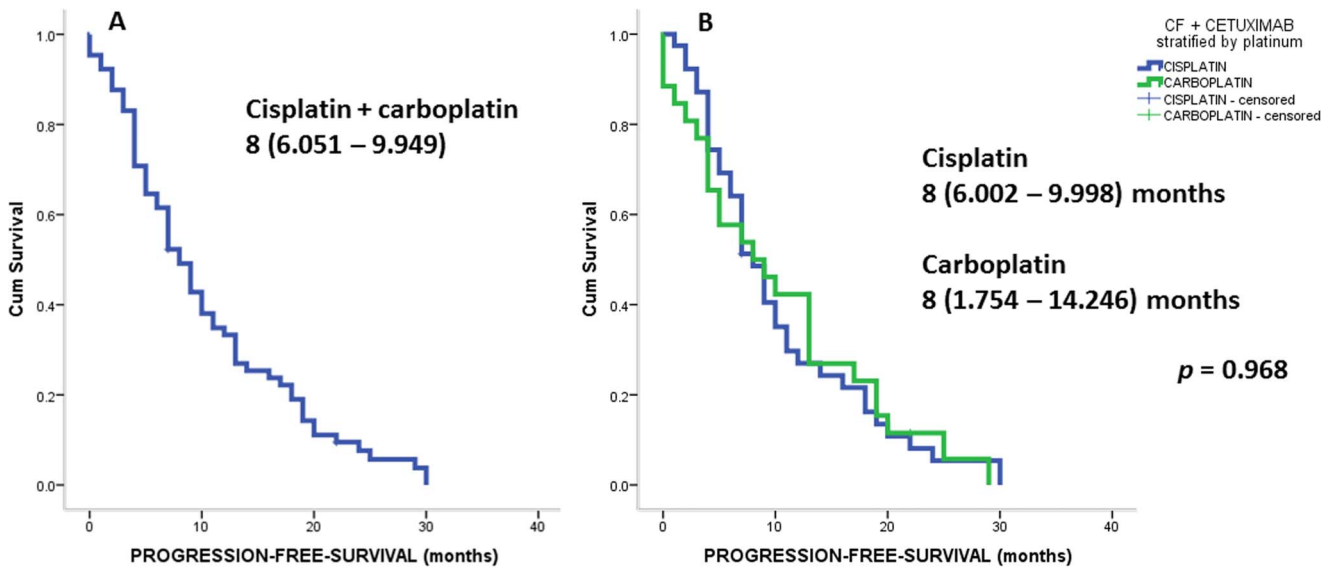 A
Cum Survival
1.0
0.8
0.6
0.4
0.2
0.0
Cisplatin + carboplatin
8 (6.051 – 9.949)
0 10 20 30 40
PROGRESSION-FREE-SURVIVAL (months)
B
Cum Survival
1.0
0.8
0.6
0.4
0.2
0.0
CF + CETUXIMAB
stratified by platinum
CISPLATIN
CARBOPLATIN
CISPLATIN - censored
CARBOPLATIN - censored
Cisplatin
8 (6.002 – 9.998) months
Carboplatin
8 (1.754 – 14.246) months
p = 0.968
0 10 20 30 40
PROGRESSION-FREE-SURVIVAL (months)